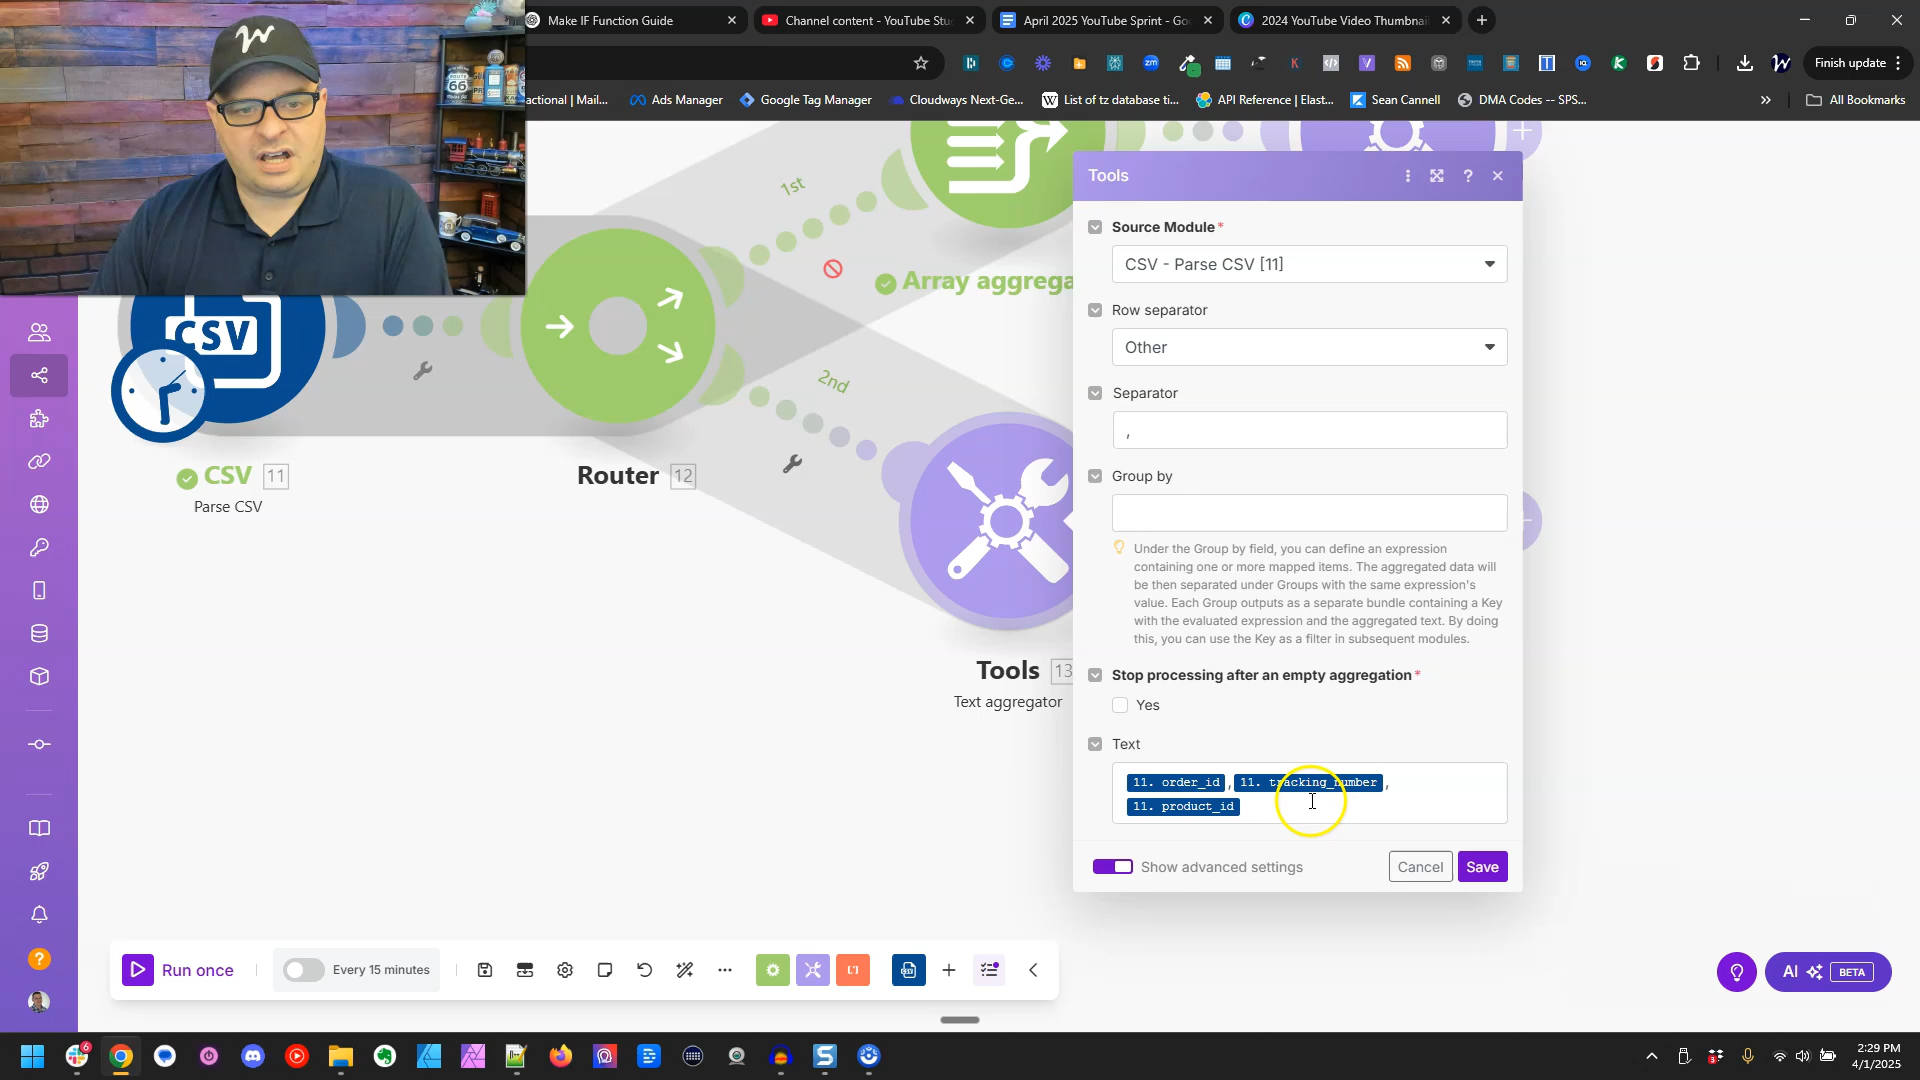 Make IF Function Guide
Channel content - YouTube Stu
April 2025 YouTube Sprint - Go
2024 YouTube Video Thumbnail
Finish update
actional | Mail...
Ads Manager
Google Tag Manager
Cloudways Next-Ge...
List of tz database ti...
API Reference | Elast...
Sean Cannell
DMA Codes -- SPS...
All Bookmarks
ROUTE
66
1st
Array aggrega
CSV
2nd
CSV 11
Parse CSV
Router 12
Tools 13
Text aggregator
Tools
Source Module*
CSV - Parse CSV [11]
Row separator
Other
Separator
,
Group by
Under the Group by field, you can define an expression
containing one or more mapped items. The aggregated data will
be then separated under Groups with the same expression's
value. Each Group outputs as a separate bundle containing a Key
with the evaluated expression and the aggregated text. By doing
this, you can use the Key as a filter in subsequent modules.
Stop processing after an empty aggregation*
Yes
Text
11. order_id , 11. tracking_number ,
11. product_id
Show advanced settings
Cancel
Save
Run once
Every 15 minutes
AI BETA
2:29 PM
4/1/2025